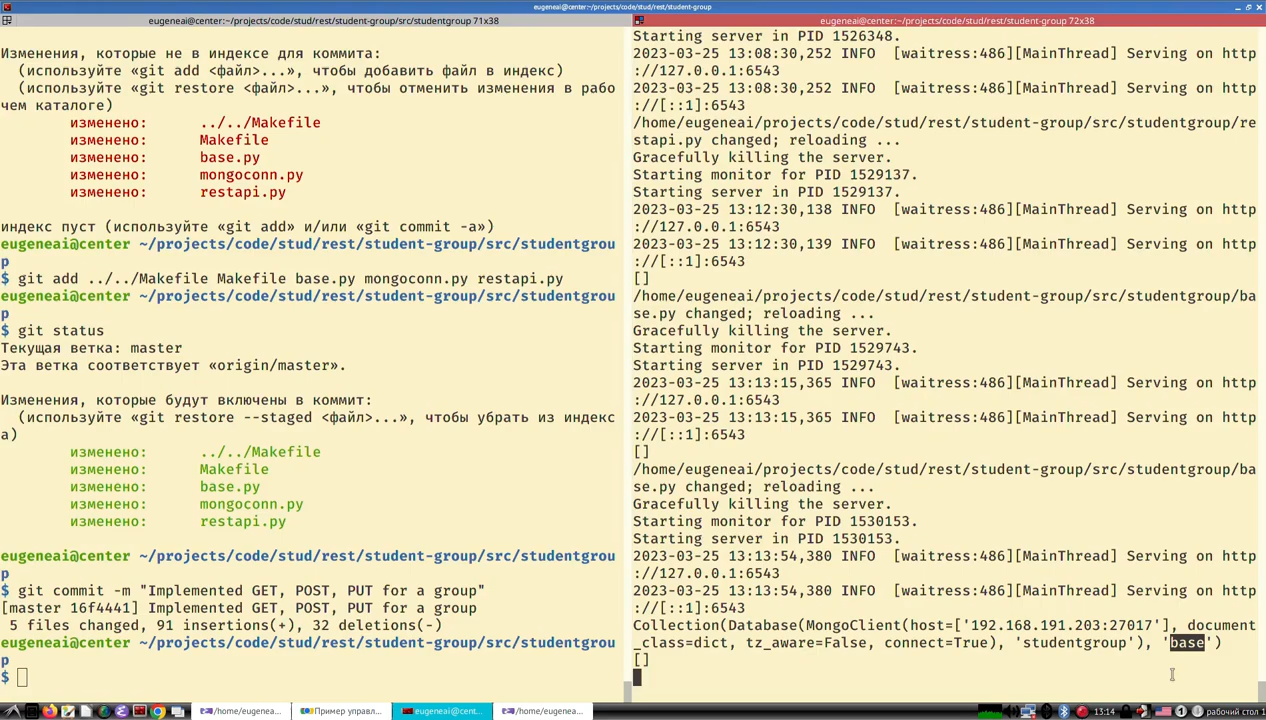 eugeneai@center:~/projects/code/stud/rest/student-group
eugeneai@center:~/projects/code/stud/rest/student-group/src/studentgroup 71x38
Изменения, которые не в индексе для коммита:
(используйте «git add <файл>...», чтобы добавить файл в индекс)
(используйте «git restore <файл>...», чтобы отменить изменения в рабо
чем каталоге)
изменено: ../../Makefile
изменено: Makefile
изменено: base.py
изменено: mongoconn.py
изменено: restapi.py
индекс пуст (используйте «git add» и/или «git commit -a»)
eugeneai@center ~/projects/code/stud/rest/student-group/src/studentgrou
p
$ git add ../../Makefile Makefile base.py mongoconn.py restapi.py
eugeneai@center ~/projects/code/stud/rest/student-group/src/studentgrou
p
$ git status
Текущая ветка: master
Эта ветка соответствует «origin/master».
Изменения, которые будут включены в коммит:
(используйте «git restore --staged <файл>...», чтобы убрать из индекс
а)
изменено: ../../Makefile
изменено: Makefile
изменено: base.py
изменено: mongoconn.py
изменено: restapi.py
eugeneai@center ~/projects/code/stud/rest/student-group/src/studentgrou
p
$ git commit -m "Implemented GET, POST, PUT for a group"
[master 16f4441] Implemented GET, POST, PUT for a group
5 files changed, 91 insertions(+), 32 deletions(-)
eugeneai@center ~/projects/code/stud/rest/student-group/src/studentgrou
p
$
eugeneai@center:~/projects/code/stud/rest/student-group 72x38
Starting server in PID 1526348.
2023-03-25 13:08:30,252 INFO [waitress:486][MainThread] Serving on http
://127.0.0.1:6543
2023-03-25 13:08:30,252 INFO [waitress:486][MainThread] Serving on http
://[::1]:6543
/home/eugeneai/projects/code/stud/rest/student-group/src/studentgroup/re
stapi.py changed; reloading ...
Gracefully killing the server.
Starting monitor for PID 1529137.
Starting server in PID 1529137.
2023-03-25 13:12:30,138 INFO [waitress:486][MainThread] Serving on http
://127.0.0.1:6543
2023-03-25 13:12:30,139 INFO [waitress:486][MainThread] Serving on http
://[::1]:6543
[]
/home/eugeneai/projects/code/stud/rest/student-group/src/studentgroup/ba
se.py changed; reloading ...
Gracefully killing the server.
Starting monitor for PID 1529743.
Starting server in PID 1529743.
2023-03-25 13:13:15,365 INFO [waitress:486][MainThread] Serving on http
://127.0.0.1:6543
2023-03-25 13:13:15,365 INFO [waitress:486][MainThread] Serving on http
://[::1]:6543
[]
/home/eugeneai/projects/code/stud/rest/student-group/src/studentgroup/ba
se.py changed; reloading ...
Gracefully killing the server.
Starting monitor for PID 1530153.
Starting server in PID 1530153.
2023-03-25 13:13:54,380 INFO [waitress:486][MainThread] Serving on http
://127.0.0.1:6543
2023-03-25 13:13:54,380 INFO [waitress:486][MainThread] Serving on http
://[::1]:6543
Collection(Database(MongoClient(host=['192.168.191.203:27017'], document
_class=dict, tz_aware=False, connect=True), 'studentgroup'), 'base')
[]
/home/eugenea... Пример управл... eugeneai@cent... /home/eugenea... 13:14 1 рабочий стол 1